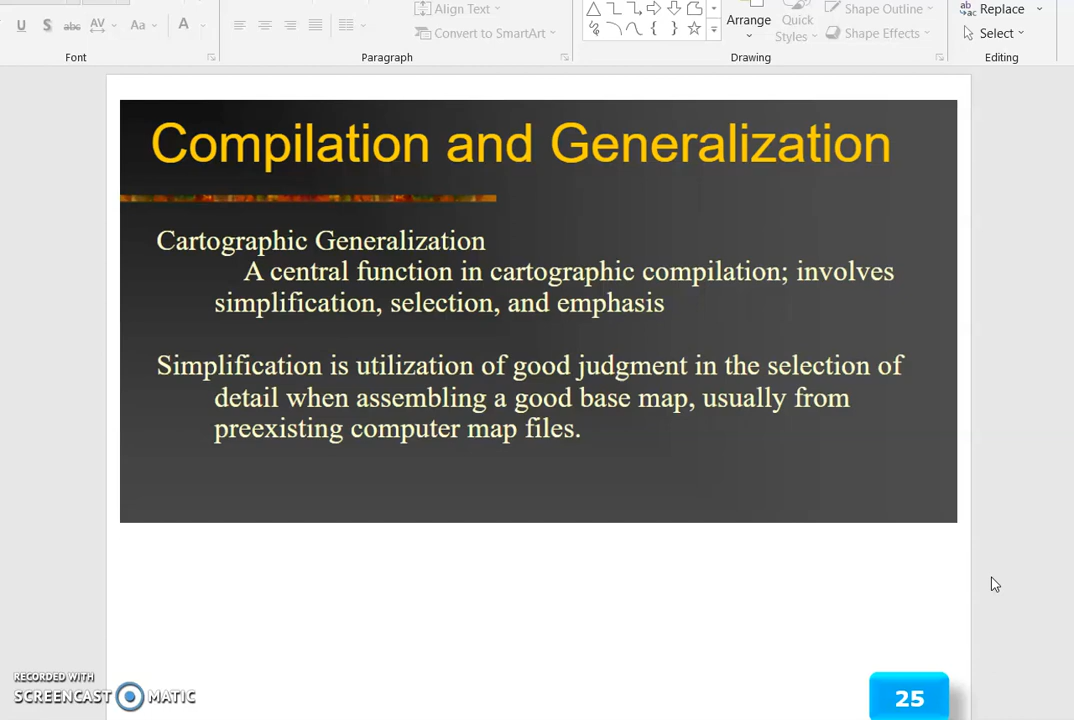 U S abc AV Aa A
Align Text
Convert to SmartArt
Arrange
Quick
Styles
Shape Outline
Shape Effects
Replace
Select
Font
Paragraph
Drawing
Editing
Compilation and Generalization
Cartographic Generalization
A central function in cartographic compilation; involves
simplification, selection, and emphasis
Simplification is utilization of good judgment in the selection of
detail when assembling a good base map, usually from
preexisting computer map files.
RECORDED WITH
SCREENCAST MATIC
25